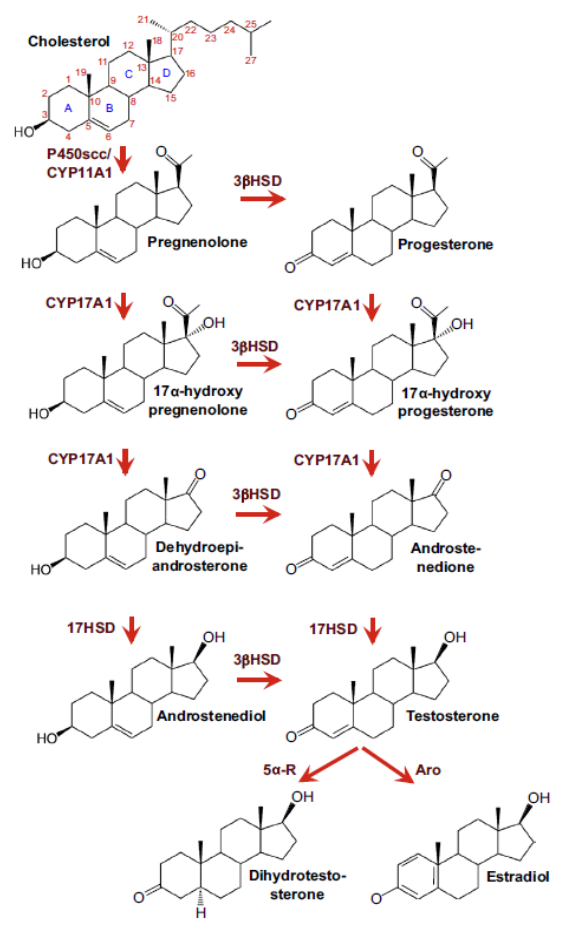 21
22
25
20
23
24
27
Cholesterol
12
18
17
11
13
16
C
D
19
1
9
14
15
2
10
8
A
B
3
5
7
HO
4
6
P450scc/
CYP11A1
O
O
3βHSD
Pregnenolone
Progesterone
HO
O
CYP17A1
CYP17A1
O
OH
O
OH
3βHSD
17α-hydroxy
pregnenolone
17α-hydroxy
progesterone
HO
O
CYP17A1
CYP17A1
O
O
3βHSD
Dehydroepi-
androsterone
Androste-
nedione
HO
O
17HSD
17HSD
OH
OH
3βHSD
Androstenediol
Testosterone
HO
O
5α-R
Aro
OH
OH
Dihydrotesto-
sterone
Estradiol
O
H
O